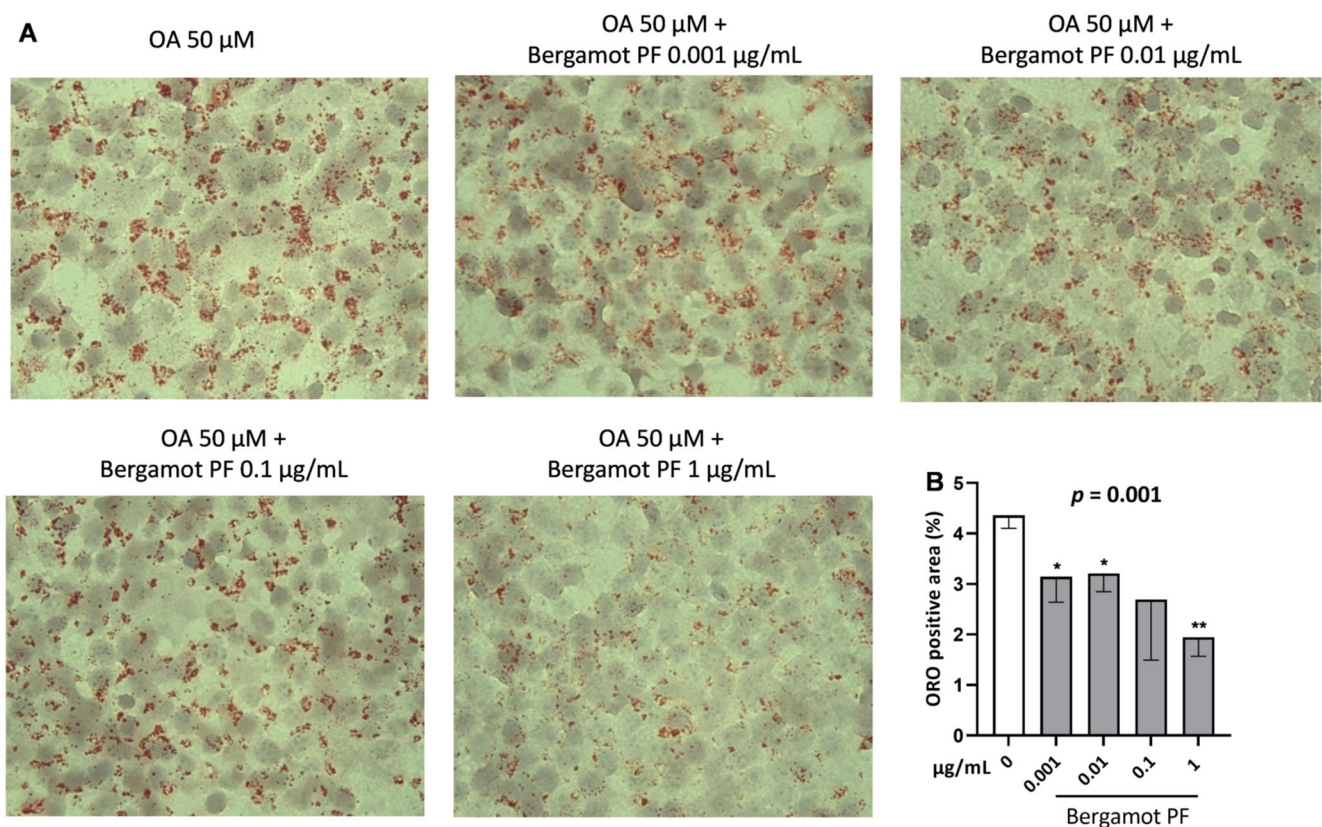 A
OA 50 µM
OA 50 µM +
Bergamot PF 0.001 µg/mL
OA 50 µM +
Bergamot PF 0.01 µg/mL
OA 50 µM +
Bergamot PF 0.1 µg/mL
OA 50 µM +
Bergamot PF 1 µg/mL
B
p = 0.001
ORO positive area (%)
5
4
3
2
1
0
*
*
**
µg/mL 0 0.001 0.01 0.1 1
Bergamot PF